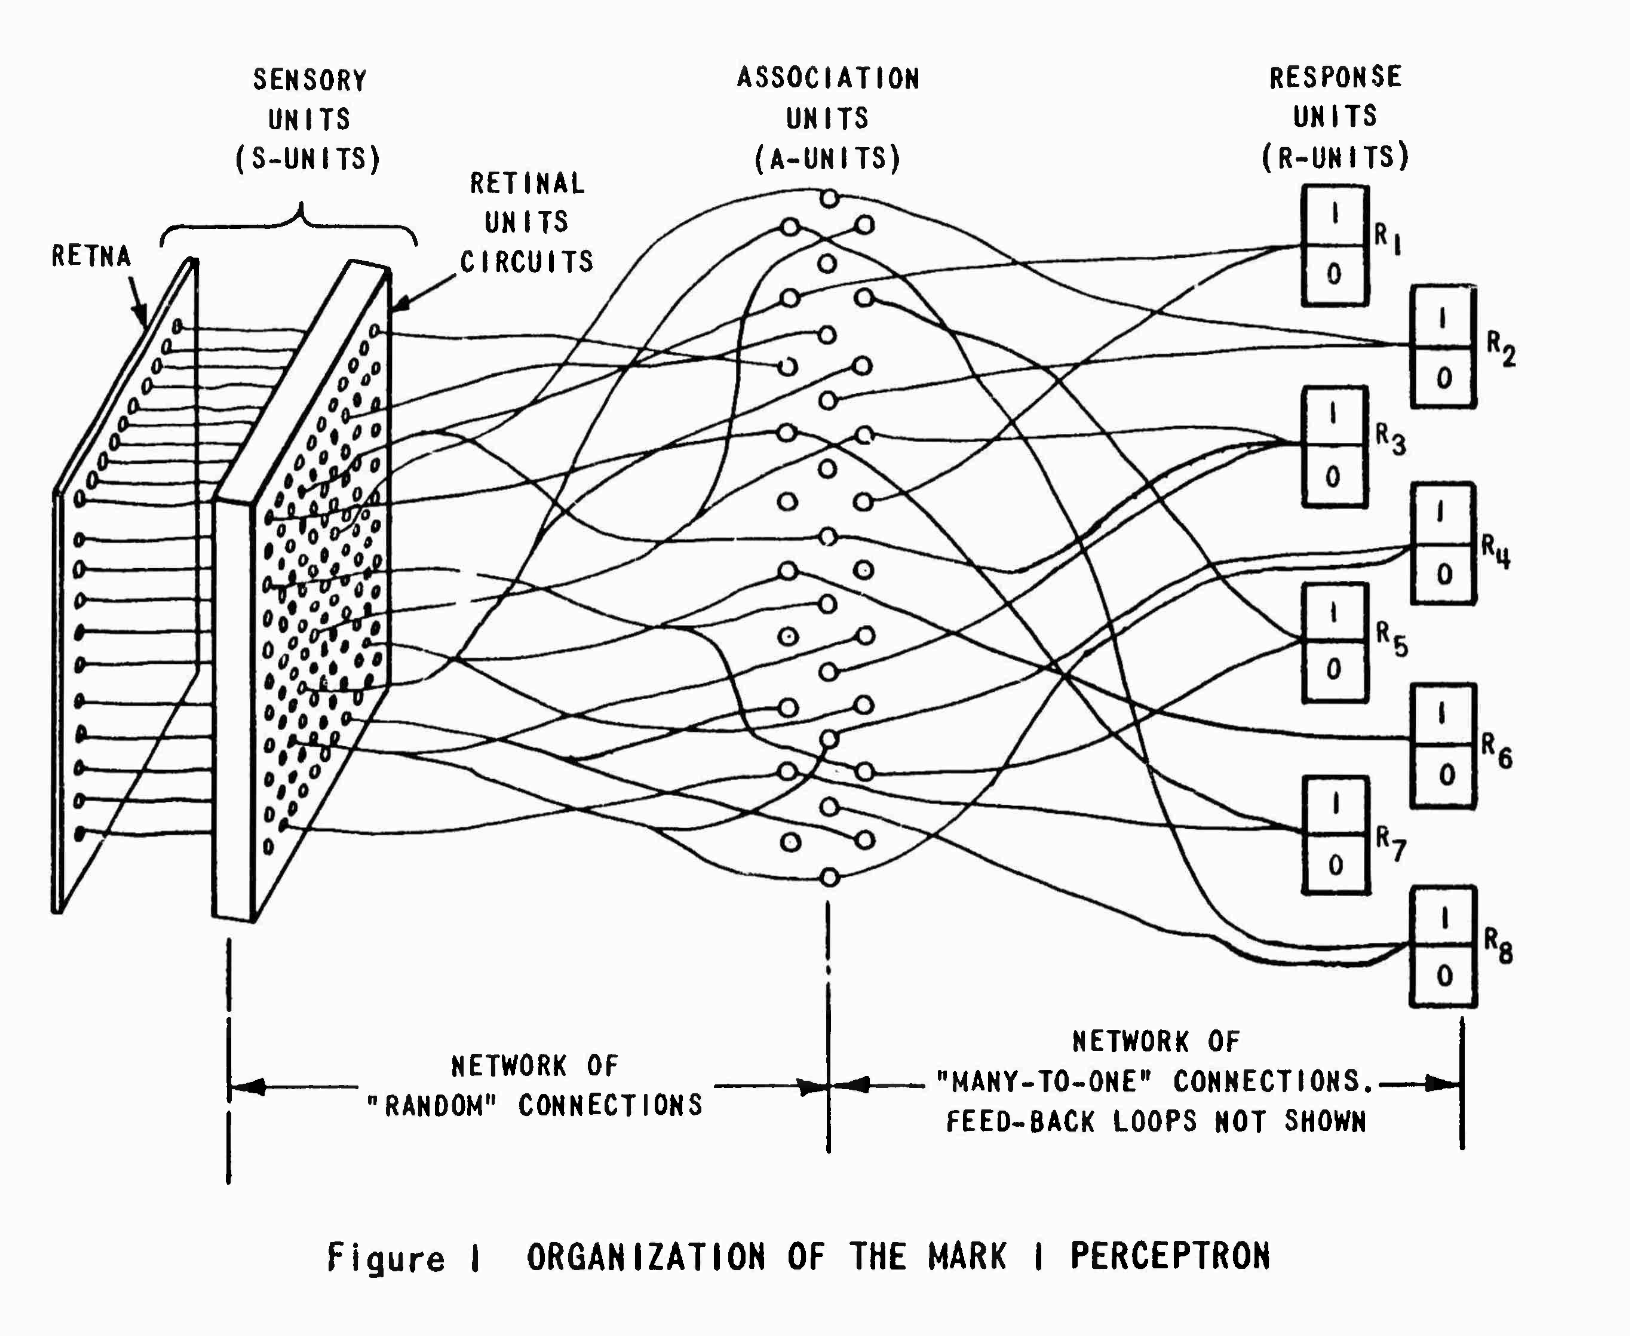 SENSORY
UNITS
(S-UNITS)
ASSOCIATION
UNITS
(A-UNITS)
RESPONSE
UNITS
(R-UNITS)
RETINAL
UNITS
CIRCUITS
RETNA
1
0
R1
1
0
R2
1
0
R3
1
0
R4
1
0
R5
1
0
R6
1
0
R7
1
0
R8
NETWORK OF
"RANDOM" CONNECTIONS
NETWORK OF
"MANY-TO-ONE" CONNECTIONS.
FEED-BACK LOOPS NOT SHOWN
Figure 1 ORGANIZATION OF THE MARK I PERCEPTRON